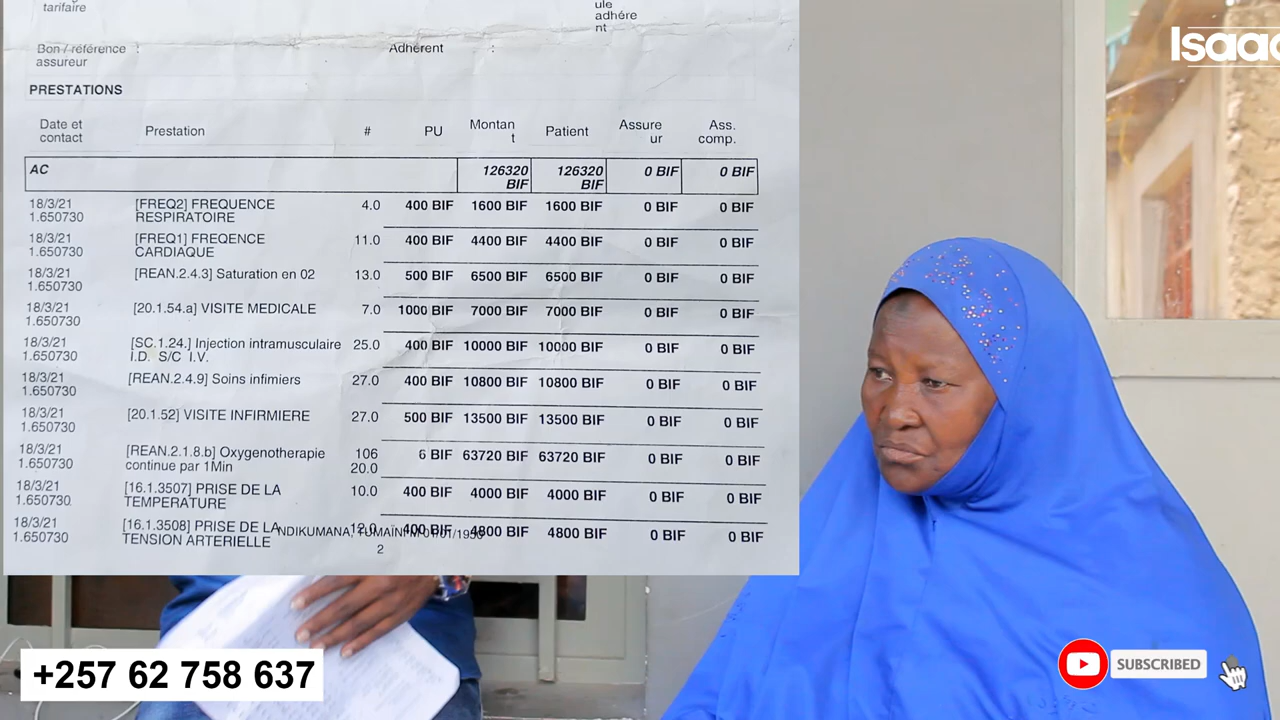 tarifaire
ule
adhére
nt
Bon / référence :
assureur
Adhérent :
PRESTATIONS
Date et
contact
Prestation
#
PU
Montan
t
Patient
Assure
ur
Ass.
comp.
AC 126320 BIF 126320 BIF 0 BIF 0 BIF
18/3/21 [FREQ2] FREQUENCE 4.0 400 BIF 1600 BIF 1600 BIF 0 BIF 0 BIF
1.650730 RESPIRATOIRE
18/3/21 [FREQ1] FREQENCE 11.0 400 BIF 4400 BIF 4400 BIF 0 BIF 0 BIF
1.650730 CARDIAQUE
18/3/21 [REAN.2.4.3] Saturation en 02 13.0 500 BIF 6500 BIF 6500 BIF 0 BIF 0 BIF
1.650730
18/3/21 [20.1.54.a] VISITE MEDICALE 7.0 1000 BIF 7000 BIF 7000 BIF 0 BIF 0 BIF
1.650730
18/3/21 [SC.1.24.] Injection intramusculaire 25.0 400 BIF 10000 BIF 10000 BIF 0 BIF 0 BIF
1.650730 I.D. S/C I.V.
18/3/21 [REAN.2.4.9] Sons infimiers 27.0 400 BIF 10800 BIF 10800 BIF 0 BIF 0 BIF
1.650730
18/3/21 [20.1.52] VISITE INFIRMIERE 27.0 500 BIF 13500 BIF 13500 BIF 0 BIF 0 BIF
1.650730
18/3/21 [REAN.2.1.8.b] Oxygenotherapie 106 6 BIF 63720 BIF 63720 BIF 0 BIF 0 BIF
1.650730 continue par 1Min 20.0
18/3/21 [16.1.3507] PRISE DE LA 10.0 400 BIF 4000 BIF 4000 BIF 0 BIF 0 BIF
1.650730 TEMPERATURE
18/3/21 [16.1.3508] PRISE DE LA 12.0 400 BIF 4800 BIF 4800 BIF 0 BIF 0 BIF
1.650730 TENSION ARTERIELLE
NDIKUMANA, TUMAINI
2
Isaac
+257 62 758 637
SUBSCRIBED